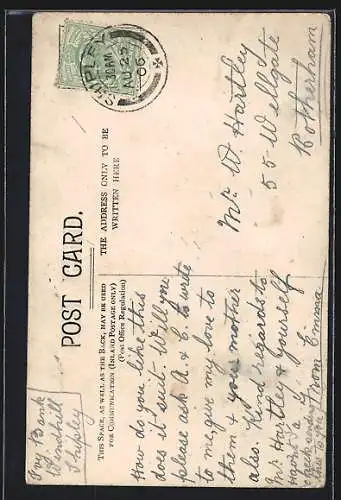 POST CARD.
THIS SPACE, AS WELL AS THE BACK, MAY BE USED
FOR COMMUNICATION (INLAND POSTAGE ONLY)
(Post Office Regulation)
THE ADDRESS ONLY TO BE
WRITTEN HERE
SHIPLEY
AU 25
06
Ivy Bank
Windhill
Shipley
How do you like this
does it suit. Will you
please ask A. & C. to write
to me, give my love to
them & your mother
also. Kind regards to
Mr Hartley & yourself
from Emma
Mr W. Hartley
55 Wellgate
Rotherham